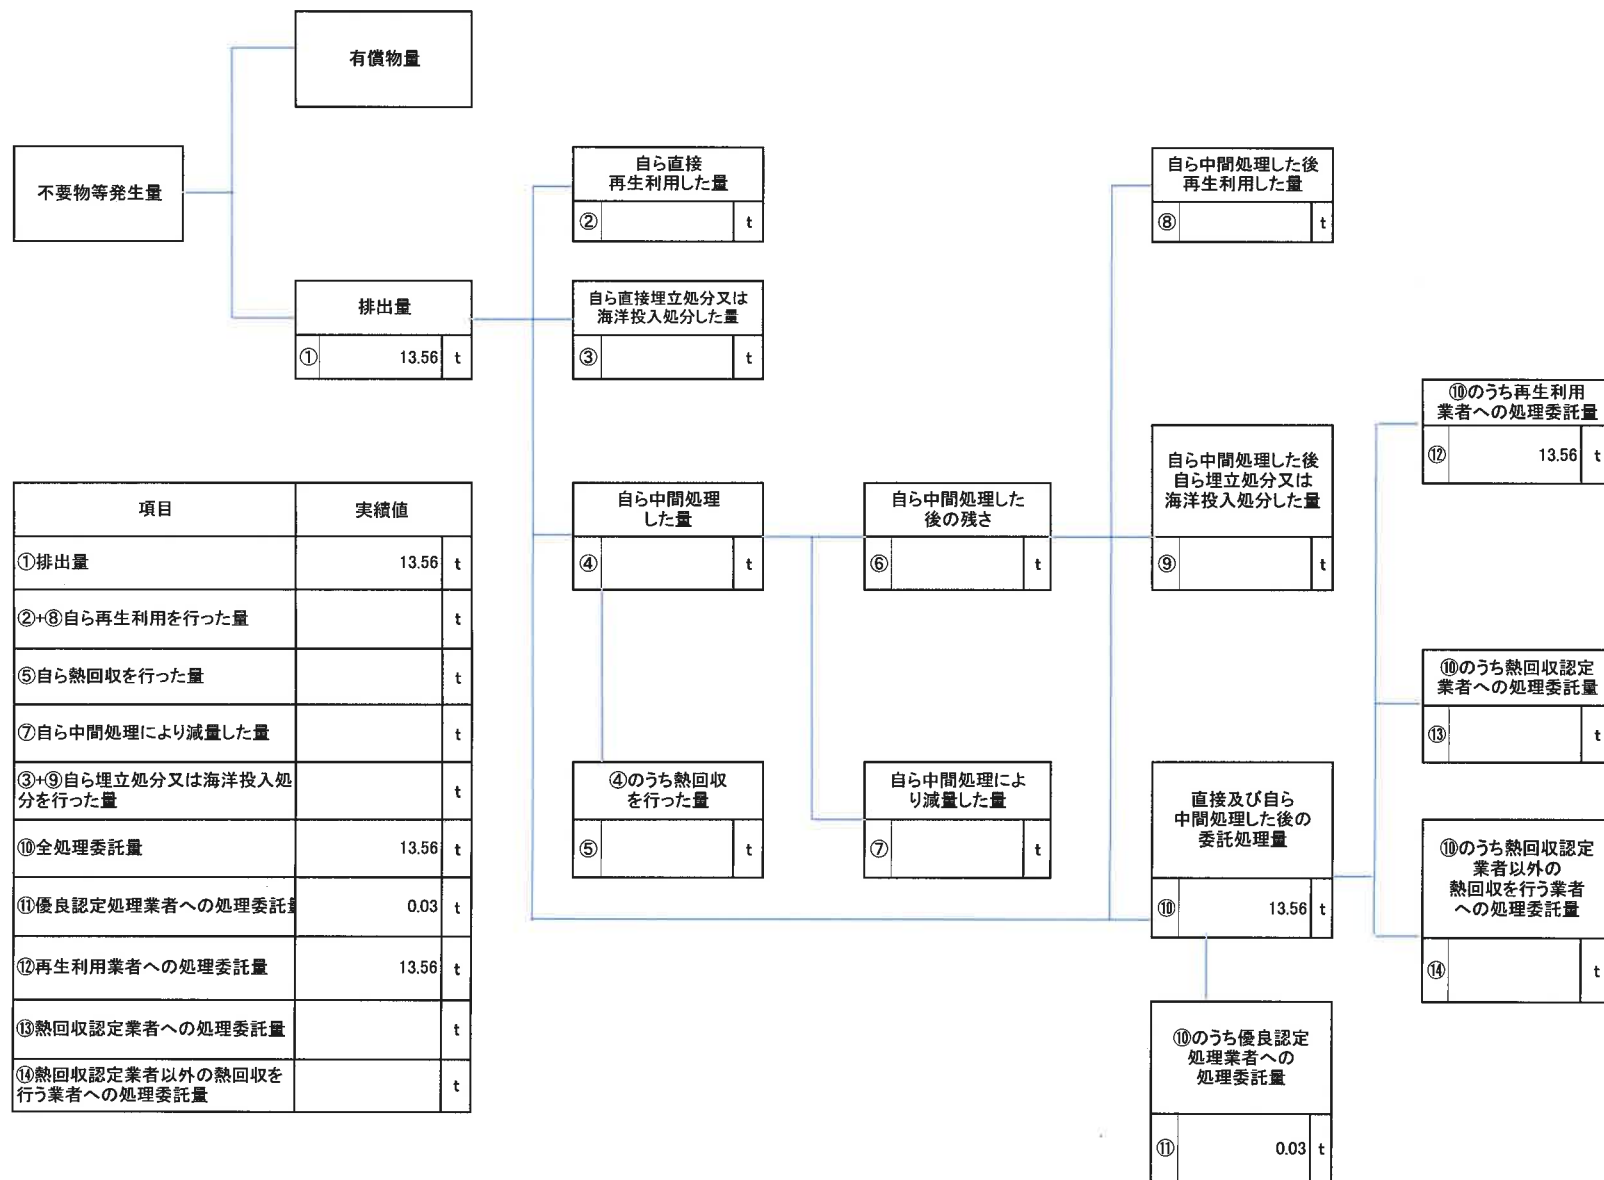 有償物量
不要物等発生量
排出量
① 13.56 t
自ら直接
再生利用した量
② t
自ら直接埋立処分又は
海洋投入処分した量
③ t
自ら中間処理
した量
④ t
④のうち熱回収
を行った量
⑤ t
自ら中間処理した
後の残さ
⑥ t
自ら中間処理によ
り減量した量
⑦ t
自ら中間処理した後
再生利用した量
⑧ t
自ら中間処理した後
自ら埋立処分又は
海洋投入処分した量
⑨ t
直接及び自ら
中間処理した後の
委託処理量
⑩ 13.56 t
⑩のうち優良認定
処理業者への
処理委託量
⑪ 0.03 t
⑩のうち再生利用
業者への処理委託量
⑫ 13.56 t
⑩のうち熱回収認定
業者への処理委託量
⑬ t
⑩のうち熱回収認定
業者以外の
熱回収を行う業者
への処理委託量
⑭ t
項目 実績値
①排出量 13.56 t
②+⑧自ら再生利用を行った量 t
⑤自ら熱回収を行った量 t
⑦自ら中間処理により減量した量 t
③+⑨自ら埋立処分又は海洋投入処
分を行った量 t
⑩全処理委託量 13.56 t
⑪優良認定処理業者への処理委託量 0.03 t
⑫再生利用業者への処理委託量 13.56 t
⑬熱回収認定業者への処理委託量 t
⑭熱回収認定業者以外の熱回収を
行う業者への処理委託量 t